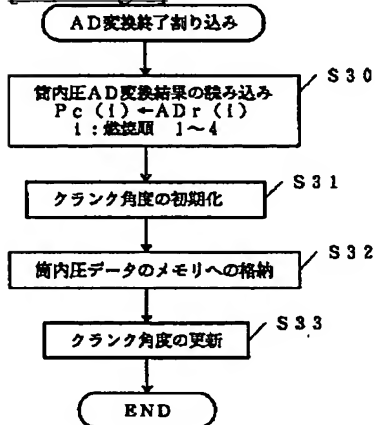 AD変換終了割り込み
S30
筒内圧AD変換結果の読み込み
Pc(i)←ADr(i)
i:燃焼順 1~4
S31
クランク角度の初期化
S32
筒内圧データのメモリへの格納
S33
クランク角度の更新
END